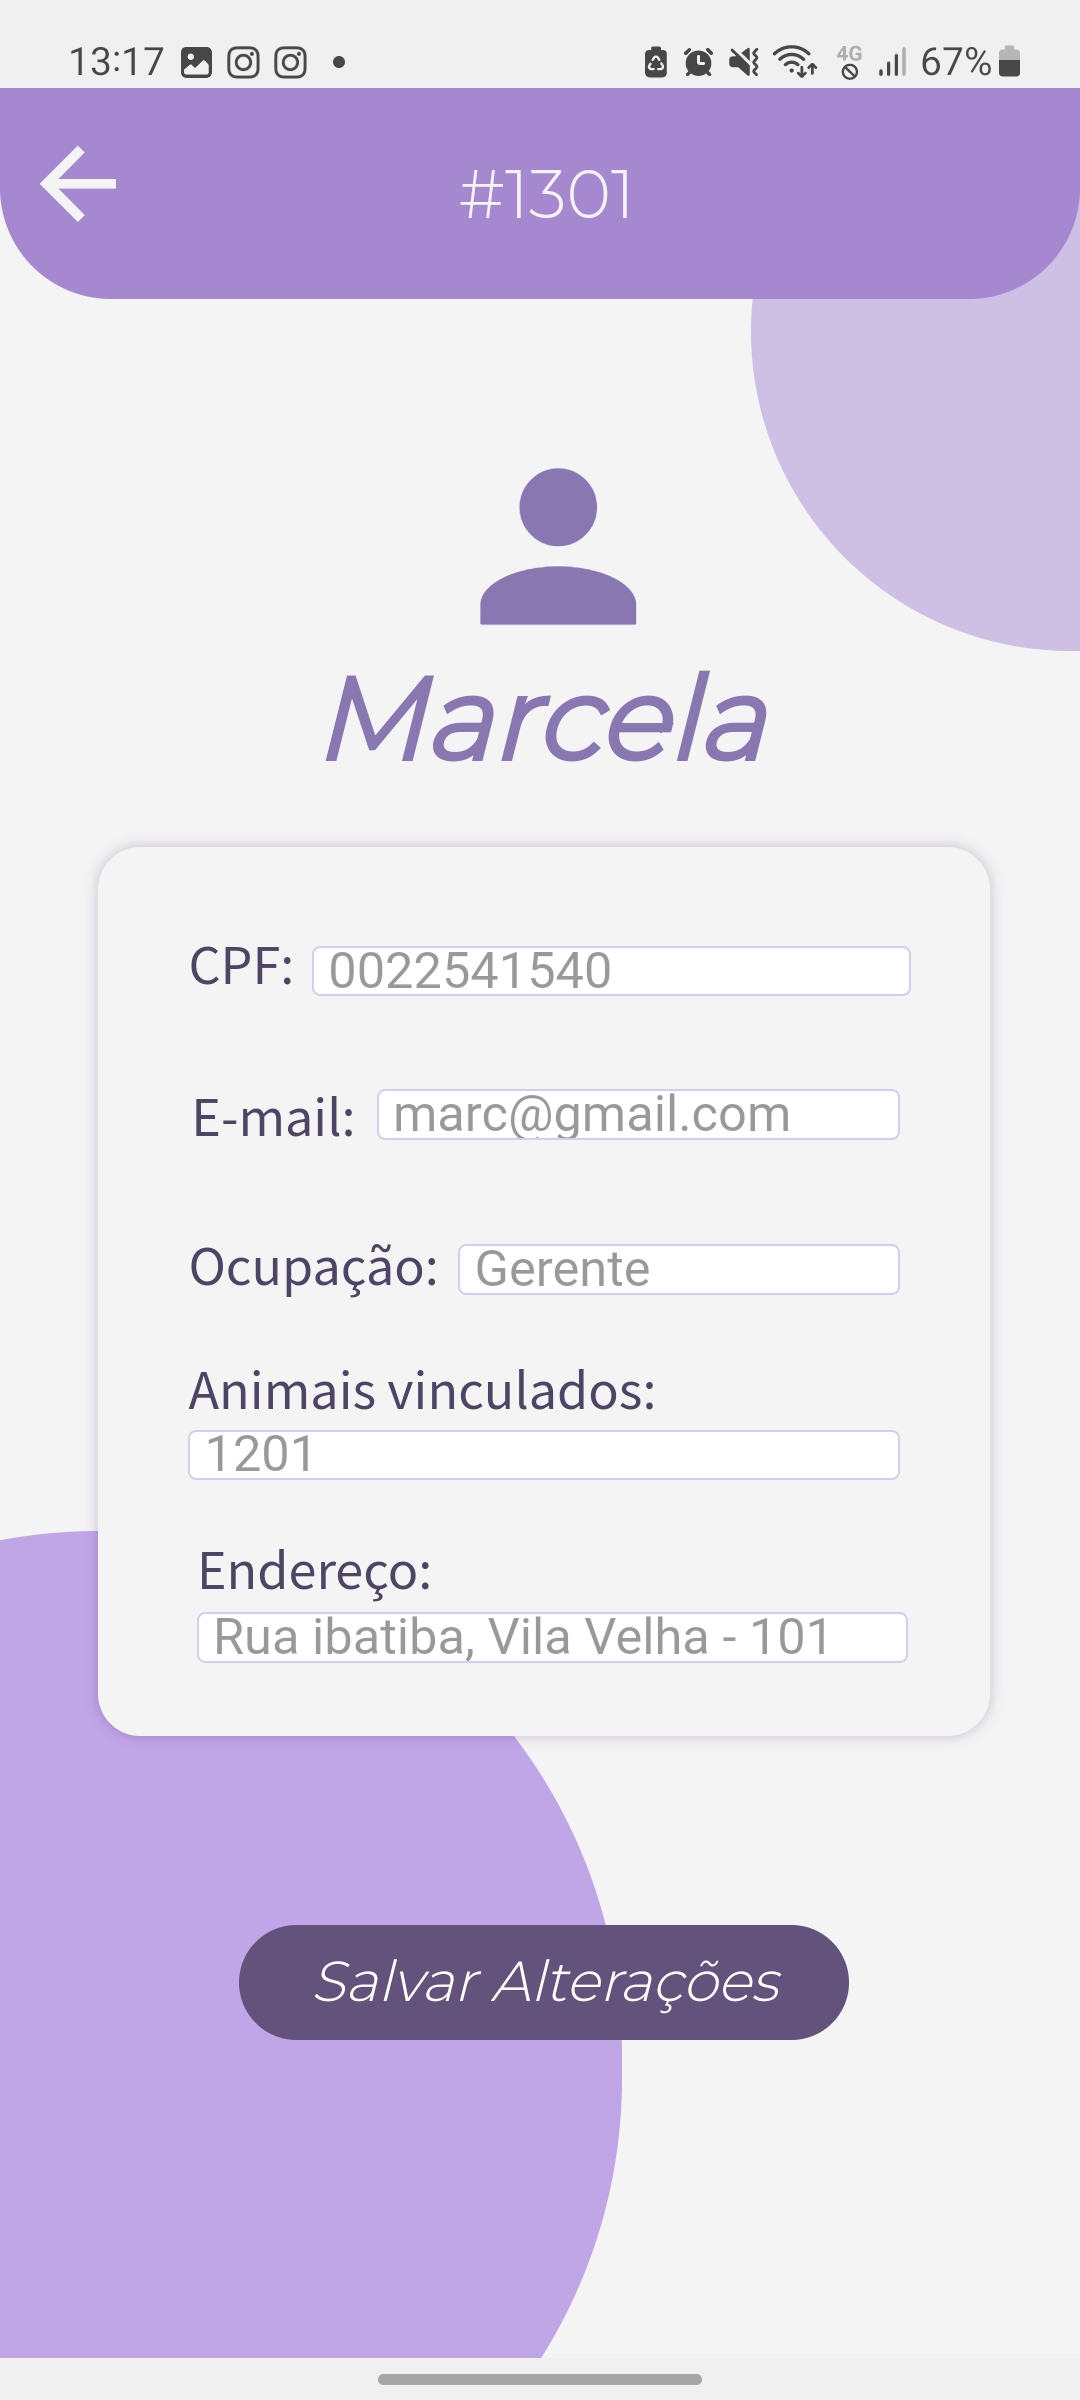 13:17
4G
67%
#1301
Marcela
CPF: 0022541540
E-mail: marc@gmail.com
Ocupação: Gerente
Animais vinculados:
1201
Endereço:
Rua ibatiba, Vila Velha - 101
Salvar Alterações